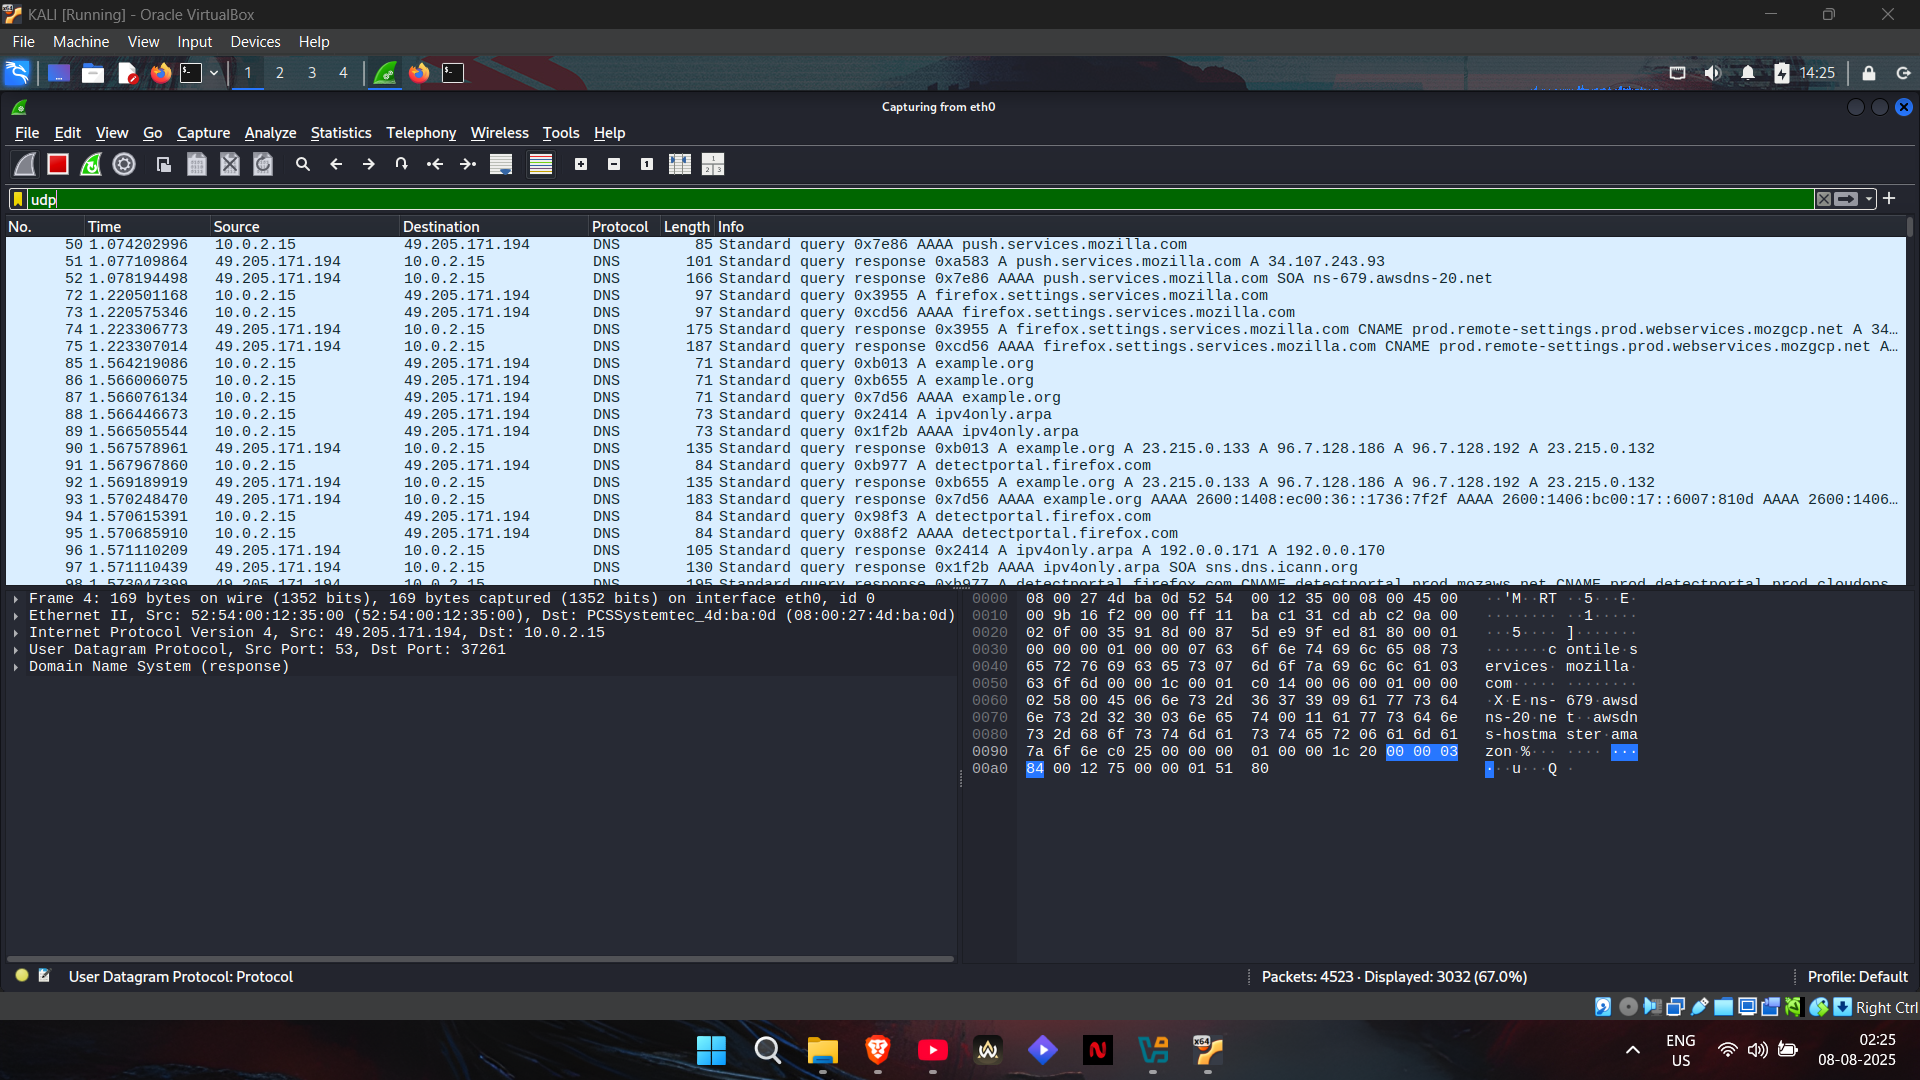 KALI [Running] - Oracle VirtualBox
File Machine View Input Devices Help
1 2 3 4
14:25
Capturing from eth0
File Edit View Go Capture Analyze Statistics Telephony Wireless Tools Help
udp
No. Time Source Destination Protocol Length Info
50 1.074202996 10.0.2.15 49.205.171.194 DNS 85 Standard query 0x7e86 AAAA push.services.mozilla.com
51 1.077109864 49.205.171.194 10.0.2.15 DNS 101 Standard query response 0xa583 A push.services.mozilla.com A 34.107.243.93
52 1.078194498 49.205.171.194 10.0.2.15 DNS 166 Standard query response 0x7e86 AAAA push.services.mozilla.com SOA ns-679.awsdns-20.net
72 1.220501168 10.0.2.15 49.205.171.194 DNS 97 Standard query 0x3955 A firefox.settings.services.mozilla.com
73 1.220575346 10.0.2.15 49.205.171.194 DNS 97 Standard query 0xcd56 AAAA firefox.settings.services.mozilla.com
74 1.223306773 49.205.171.194 10.0.2.15 DNS 175 Standard query response 0x3955 A firefox.settings.services.mozilla.com CNAME prod.remote-settings.prod.webservices.mozgcp.net A 34…
75 1.223307014 49.205.171.194 10.0.2.15 DNS 187 Standard query response 0xcd56 AAAA firefox.settings.services.mozilla.com CNAME prod.remote-settings.prod.webservices.mozgcp.net A…
85 1.564219086 10.0.2.15 49.205.171.194 DNS 71 Standard query 0xb013 A example.org
86 1.566006075 10.0.2.15 49.205.171.194 DNS 71 Standard query 0xb655 A example.org
87 1.566076134 10.0.2.15 49.205.171.194 DNS 71 Standard query 0x7d56 AAAA example.org
88 1.566446673 10.0.2.15 49.205.171.194 DNS 73 Standard query 0x2414 A ipv4only.arpa
89 1.566505544 10.0.2.15 49.205.171.194 DNS 73 Standard query 0x1f2b AAAA ipv4only.arpa
90 1.567578961 49.205.171.194 10.0.2.15 DNS 135 Standard query response 0xb013 A example.org A 23.215.0.133 A 96.7.128.186 A 96.7.128.192 A 23.215.0.132
91 1.567967860 10.0.2.15 49.205.171.194 DNS 84 Standard query 0xb977 A detectportal.firefox.com
92 1.569189919 49.205.171.194 10.0.2.15 DNS 135 Standard query response 0xb655 A example.org A 23.215.0.133 A 96.7.128.186 A 96.7.128.192 A 23.215.0.132
93 1.570248470 49.205.171.194 10.0.2.15 DNS 183 Standard query response 0x7d56 AAAA example.org AAAA 2600:1408:ec00:36::1736:7f2f AAAA 2600:1406:bc00:17::6007:810d AAAA 2600:1406…
94 1.570615391 10.0.2.15 49.205.171.194 DNS 84 Standard query 0x98f3 A detectportal.firefox.com
95 1.570685910 10.0.2.15 49.205.171.194 DNS 84 Standard query 0x88f2 AAAA detectportal.firefox.com
96 1.571110209 49.205.171.194 10.0.2.15 DNS 105 Standard query response 0x2414 A ipv4only.arpa A 192.0.0.171 A 192.0.0.170
97 1.571110439 49.205.171.194 10.0.2.15 DNS 130 Standard query response 0x1f2b AAAA ipv4only.arpa SOA sns.dns.icann.org
98 1.573047399 49.205.171.194 10.0.2.15 DNS 195 Standard query response 0xb977 A detectportal.firefox.com CNAME detectportal.prod.mozaws.net CNAME prod.detectportal.prod.cloudops
Frame 4: 169 bytes on wire (1352 bits), 169 bytes captured (1352 bits) on interface eth0, id 0
Ethernet II, Src: 52:54:00:12:35:00 (52:54:00:12:35:00), Dst: PCSSystemtec_4d:ba:0d (08:00:27:4d:ba:0d)
Internet Protocol Version 4, Src: 49.205.171.194, Dst: 10.0.2.15
User Datagram Protocol, Src Port: 53, Dst Port: 37261
Domain Name System (response)
0000 08 00 27 4d ba 0d 52 54 00 12 35 00 08 00 45 00 ··'M··RT ··5···E·
0010 00 9b 16 f2 00 00 ff 11 ba c1 31 cd ab c2 0a 00 ········ ··1·····
0020 02 0f 00 35 91 8d 00 87 5d e9 9f ed 81 80 00 01 ···5···· ]·······
0030 00 00 00 01 00 00 07 63 6f 6e 74 69 6c 65 08 73 ·······c ontile·s
0040 65 72 76 69 63 65 73 07 6d 6f 7a 69 6c 6c 61 03 ervices· mozilla·
0050 63 6f 6d 00 00 1c 00 01 c0 14 00 06 00 01 00 00 com····· ········
0060 02 58 00 45 06 6e 73 2d 36 37 39 09 61 77 73 64 ·X·E·ns- 679·awsd
0070 6e 73 2d 32 30 03 6e 65 74 00 11 61 77 73 64 6e ns-20·ne t··awsdn
0080 73 2d 68 6f 73 74 6d 61 73 74 65 72 06 61 6d 61 s-hostma ster·ama
0090 7a 6f 6e c0 25 00 00 00 01 00 00 1c 20 00 00 03 zon·%··· ···· ···
00a0 84 00 12 75 00 00 01 51 80 ···u···Q ·
User Datagram Protocol: Protocol
Packets: 4523 · Displayed: 3032 (67.0%)
Profile: Default
Right Ctrl
ENG
US
02:25
08-08-2025